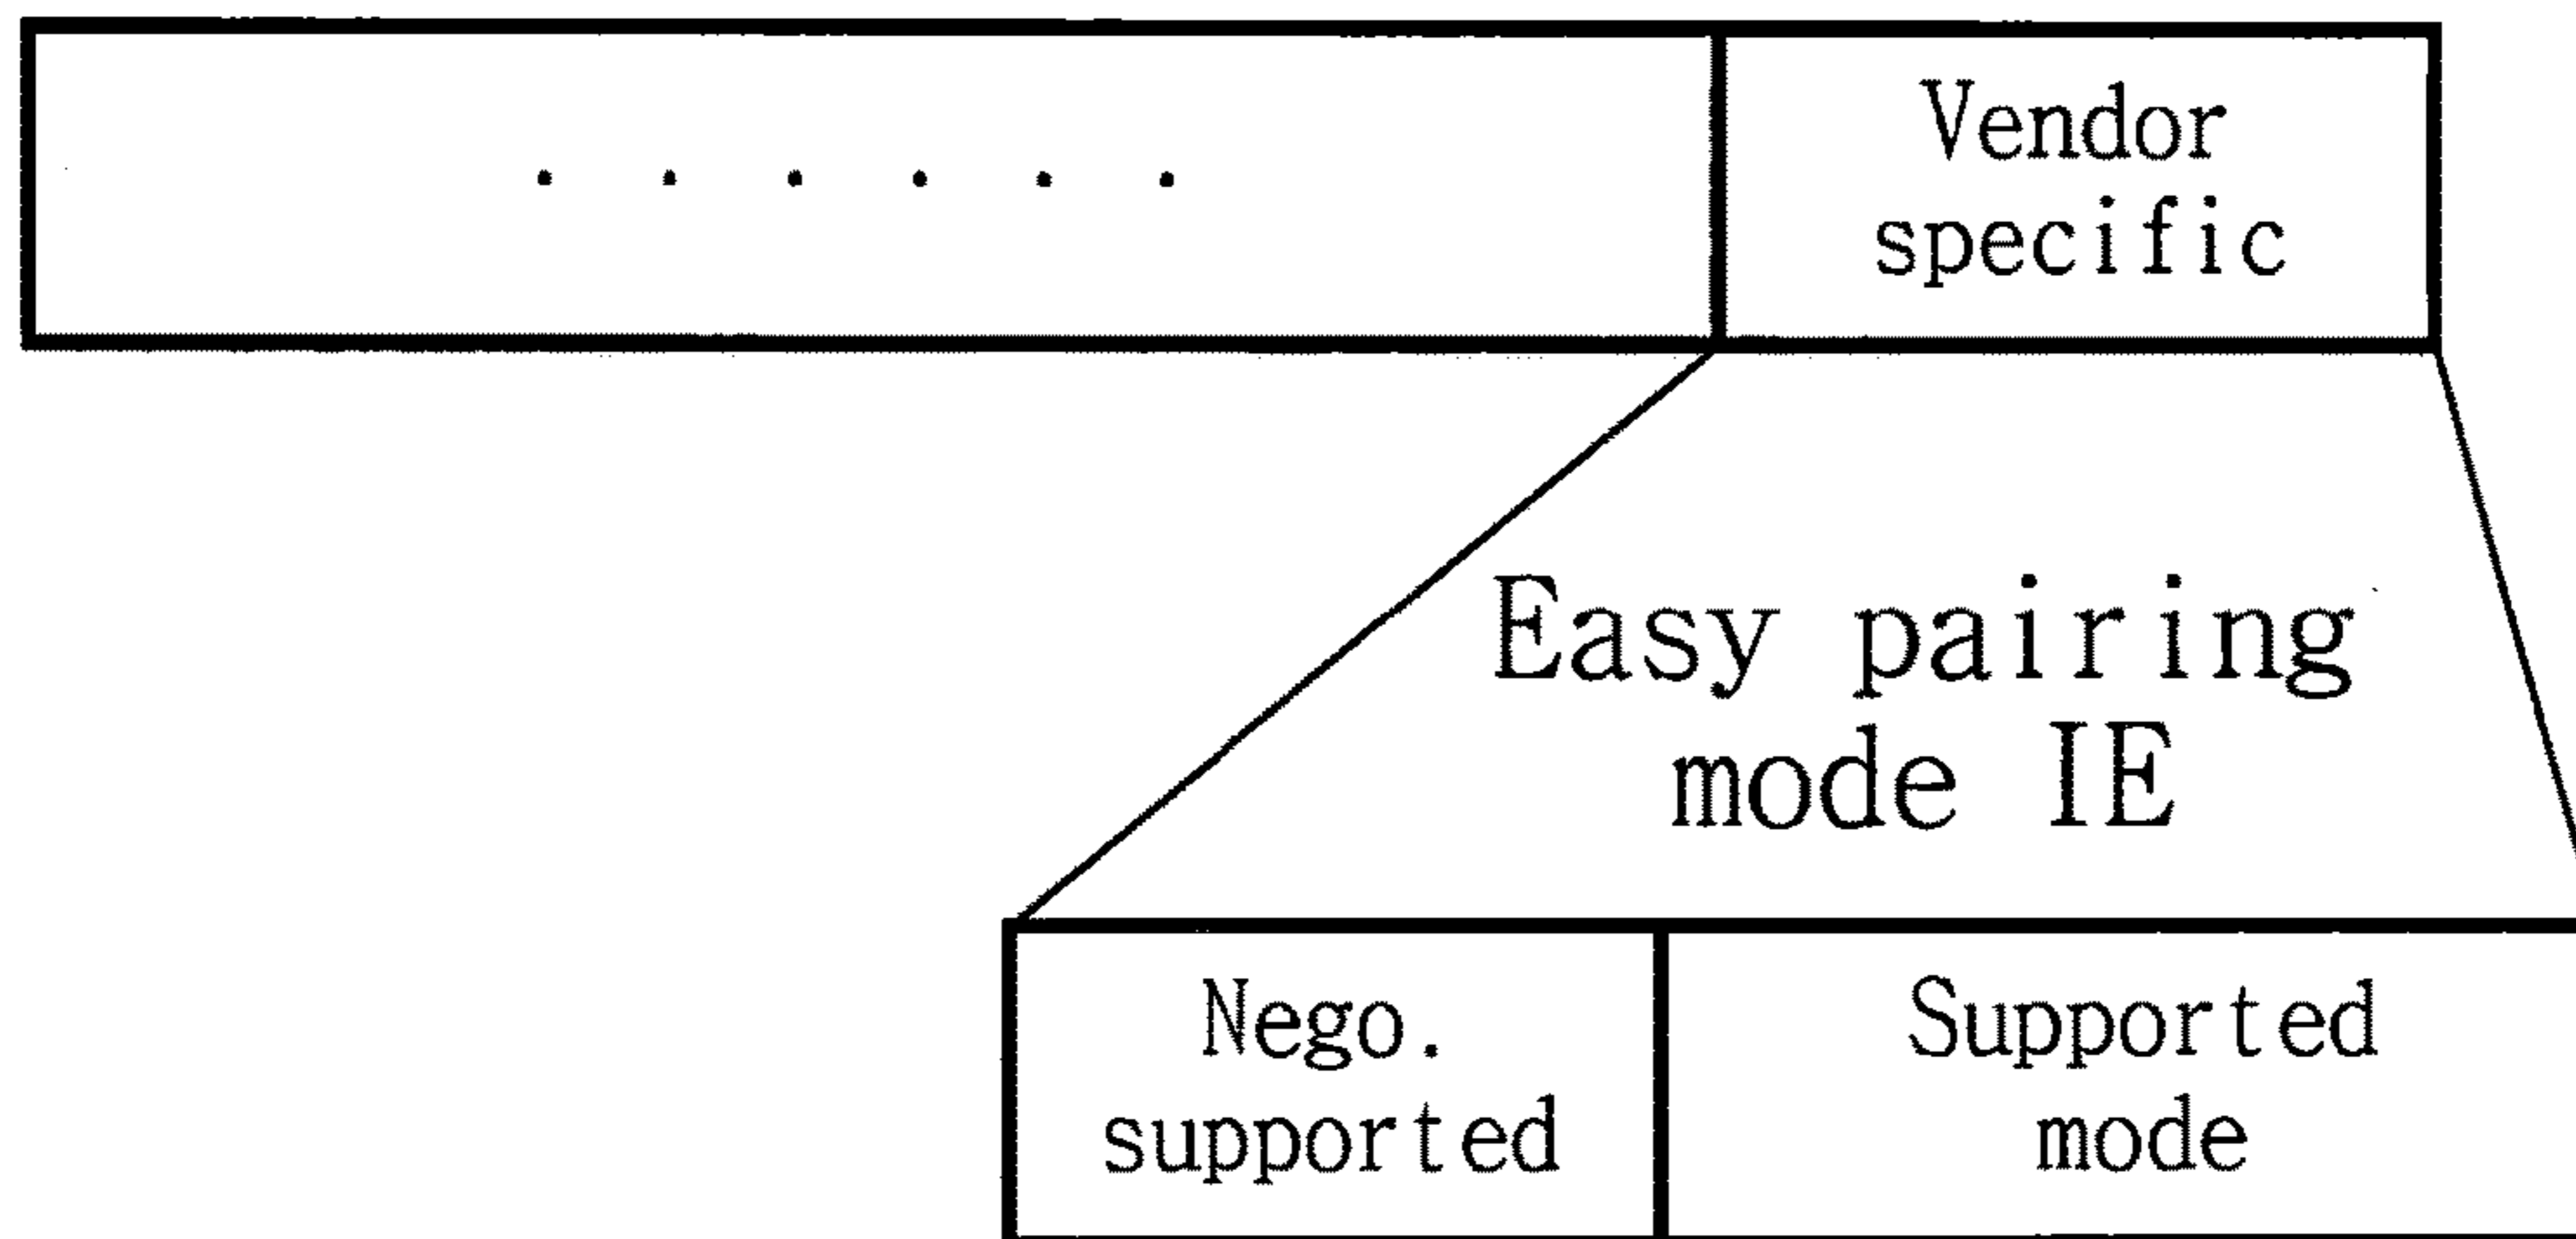 . . . . . .
Vendor
specific
Easy pairing
mode IE
Nego.
supported
Supported
mode